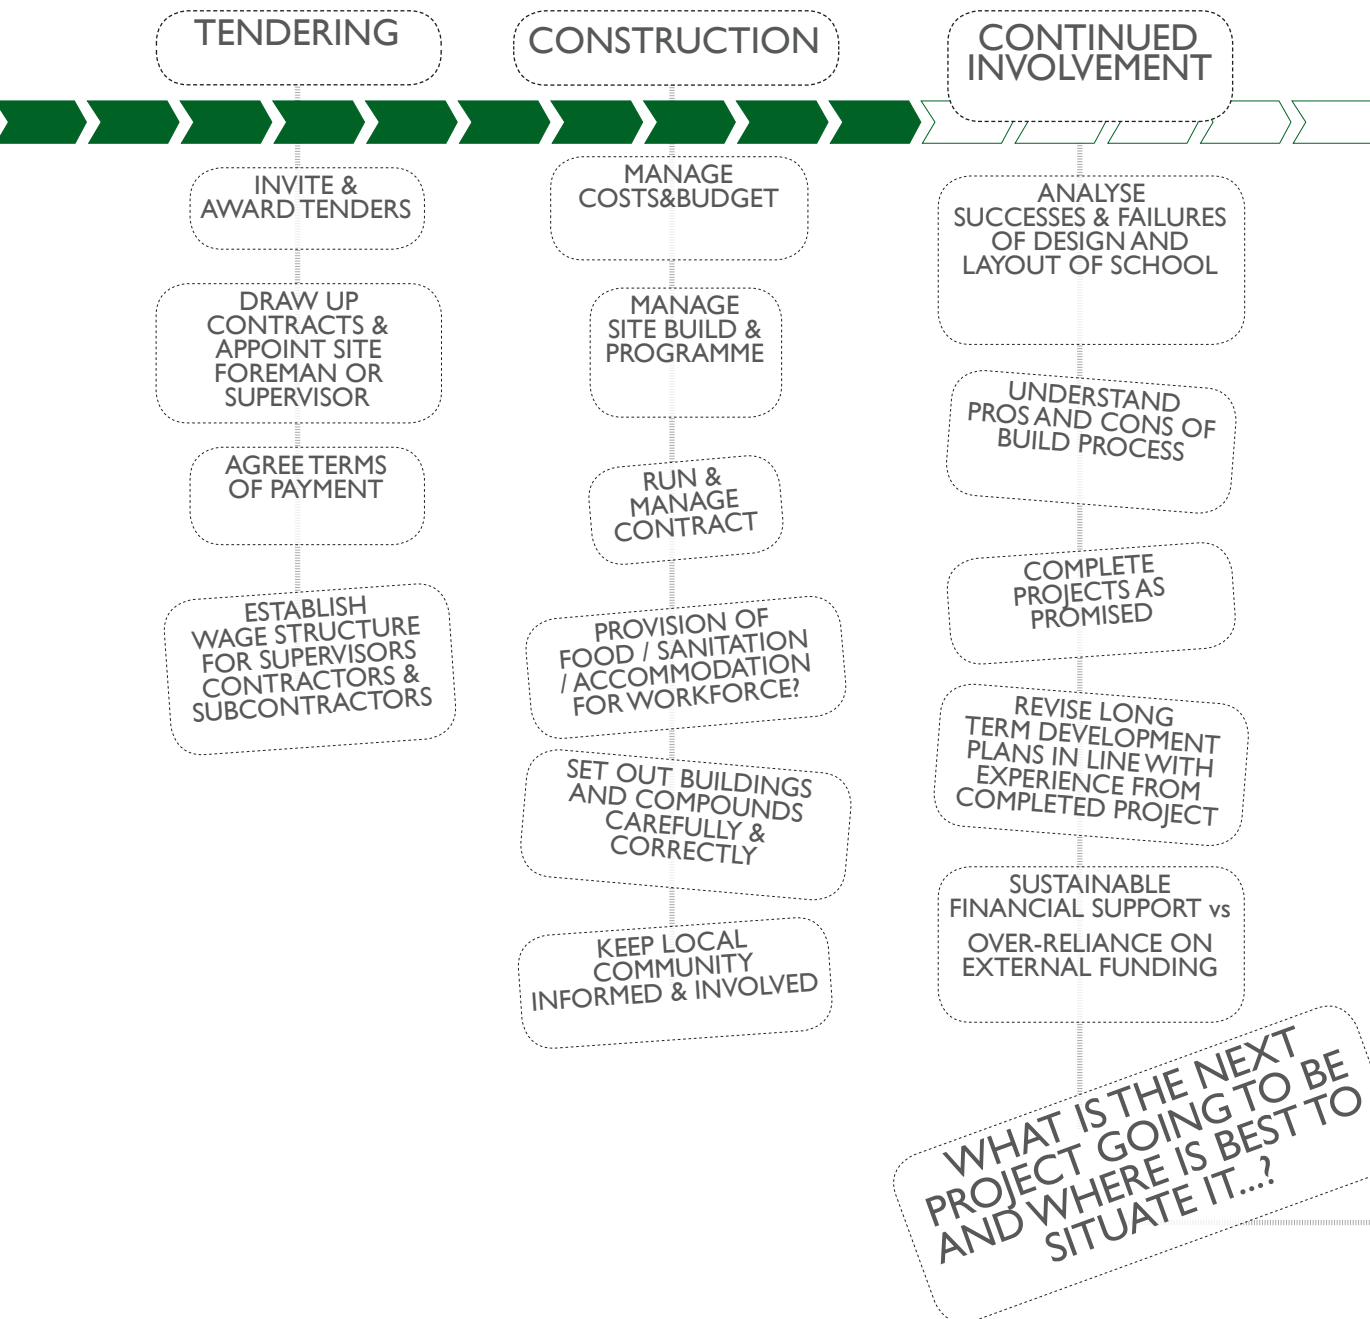 TENDERING
INVITE &
AWARD TENDERS
DRAW UP
CONTRACTS &
APPOINT SITE
FOREMAN OR
SUPERVISOR
AGREE TERMS
OF PAYMENT
ESTABLISH
WAGE STRUCTURE
FOR SUPERVISORS
CONTRACTORS &
SUBCONTRACTORS
CONSTRUCTION
MANAGE
COSTS&BUDGET
MANAGE
SITE BUILD &
PROGRAMME
RUN &
MANAGE
CONTRACT
PROVISION OF
FOOD / SANITATION
/ ACCOMMODATION
FOR WORKFORCE?
SET OUT BUILDINGS
AND COMPOUNDS
CAREFULLY &
CORRECTLY
KEEP LOCAL
COMMUNITY
INFORMED & INVOLVED
CONTINUED
INVOLVEMENT
ANALYSE
SUCCESSES & FAILURES
OF DESIGN AND
LAYOUT OF SCHOOL
UNDERSTAND
PROS AND CONS OF
BUILD PROCESS
COMPLETE
PROJECTS AS
PROMISED
REVISE LONG
TERM DEVELOPMENT
PLANS IN LINE WITH
EXPERIENCE FROM
COMPLETED PROJECT
SUSTAINABLE
FINANCIAL SUPPORT vs
OVER-RELIANCE ON
EXTERNAL FUNDING
WHAT IS THE NEXT
PROJECT GOING TO BE
AND WHERE IS BEST TO
SITUATE IT...?